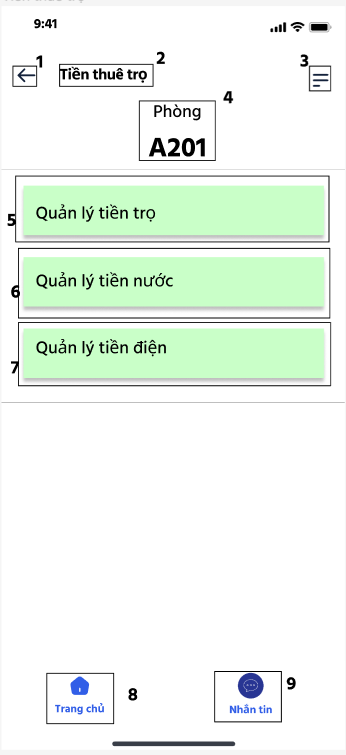 9:41
1
Tiền thuê trọ
2
3
Phòng
A201
4
5
Quản lý tiền trọ
6
Quản lý tiền nước
7
Quản lý tiền điện
Trang chủ
8
Nhắn tin
9